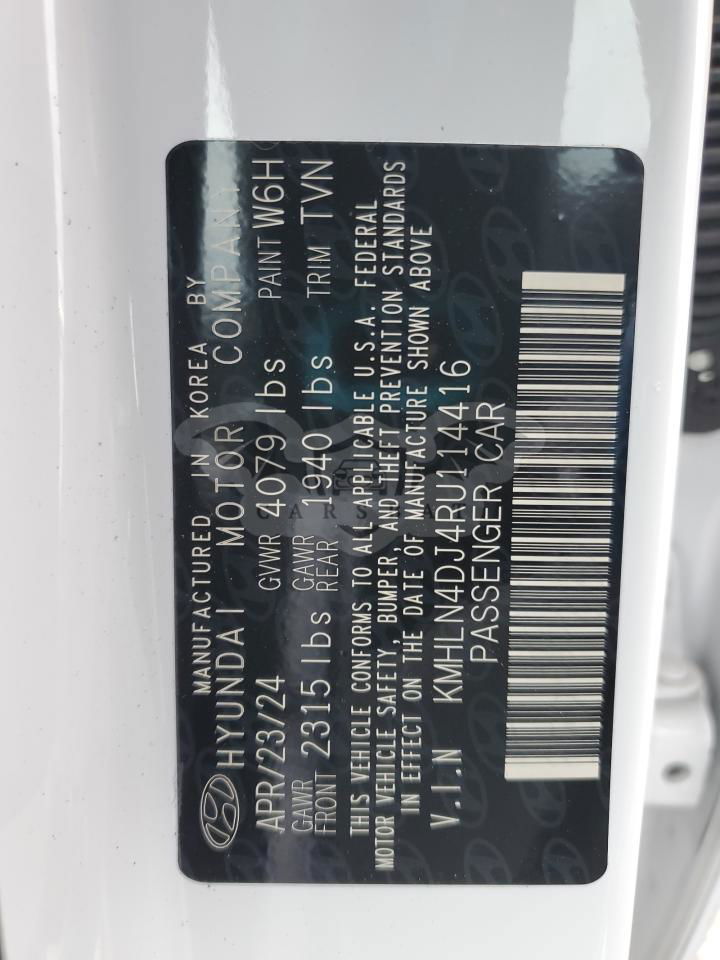 MANUFACTURED IN KOREA BY
HYUNDAI MOTOR COMPANY
APR/23/24 GVWR 4079 lbs PAINT W6H
GAWR FRONT 2315 lbs GAWR REAR 1940 lbs TRIM TVN
THIS VEHICLE CONFORMS TO ALL APPLICABLE U.S.A. FEDERAL
MOTOR VEHICLE SAFETY, BUMPER, AND THEFT PREVENTION STANDARDS
IN EFFECT ON THE DATE OF MANUFACTURE SHOWN ABOVE
V.I.N KMHLN4DJ4RU114416
PASSENGER CAR